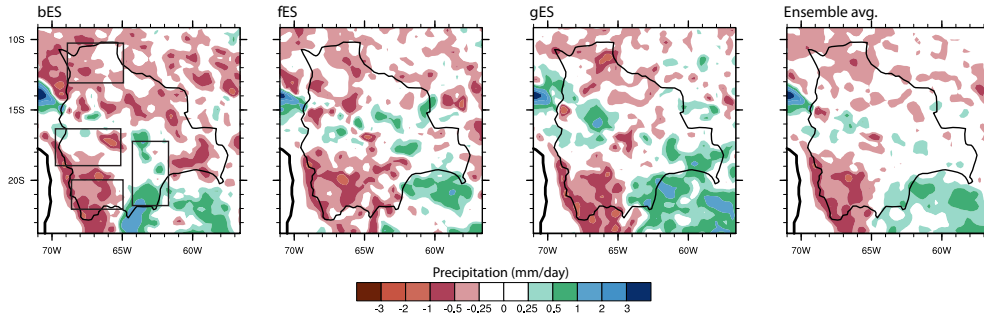 bES fES gES Ensemble avg.
10S
15S
20S
70W 65W 60W 70W 65W 60W 70W 65W 60W 70W 65W 60W
Precipitation (mm/day)
-3 -2 -1 -0.5 -0.25 0 0.25 0.5 1 2 3